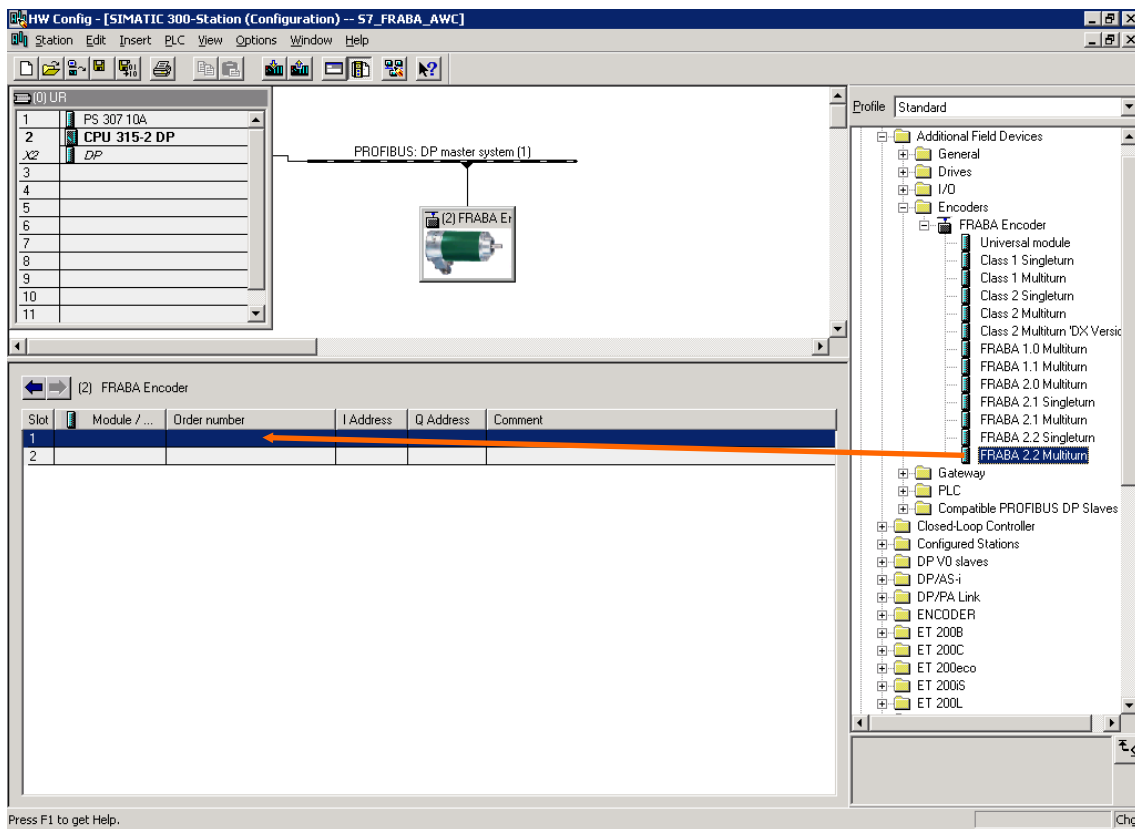 HW Config - [SIMATIC 300-Station (Configuration) -- S7_FRABA_AWC]
Station Edit Insert PLC View Options Window Help
(0) UR
1 PS 307 10A
2 CPU 315-2 DP
X2 DP
3
4
5
6
7
8
9
10
11
PROFIBUS: DP master system (1)
(2) FRABA Er
(2) FRABA Encoder
Slot Module / ... Order number I Address Q Address Comment
1
2
Profile Standard
Additional Field Devices
General
Drives
I/O
Encoders
FRABA Encoder
Universal module
Class 1 Singleturn
Class 1 Multiturn
Class 2 Singleturn
Class 2 Multiturn
Class 2 Multiturn 'DX Versic
FRABA 1.0 Multiturn
FRABA 1.1 Multiturn
FRABA 2.0 Multiturn
FRABA 2.1 Singleturn
FRABA 2.1 Multiturn
FRABA 2.2 Singleturn
FRABA 2.2 Multiturn
Gateway
PLC
Compatible PROFIBUS DP Slaves
Closed-Loop Controller
Configured Stations
DP V0 slaves
DP/AS-i
DP/PA Link
ENCODER
ET 200B
ET 200C
ET 200eco
ET 200iS
ET 200L
Press F1 to get Help.
Chg